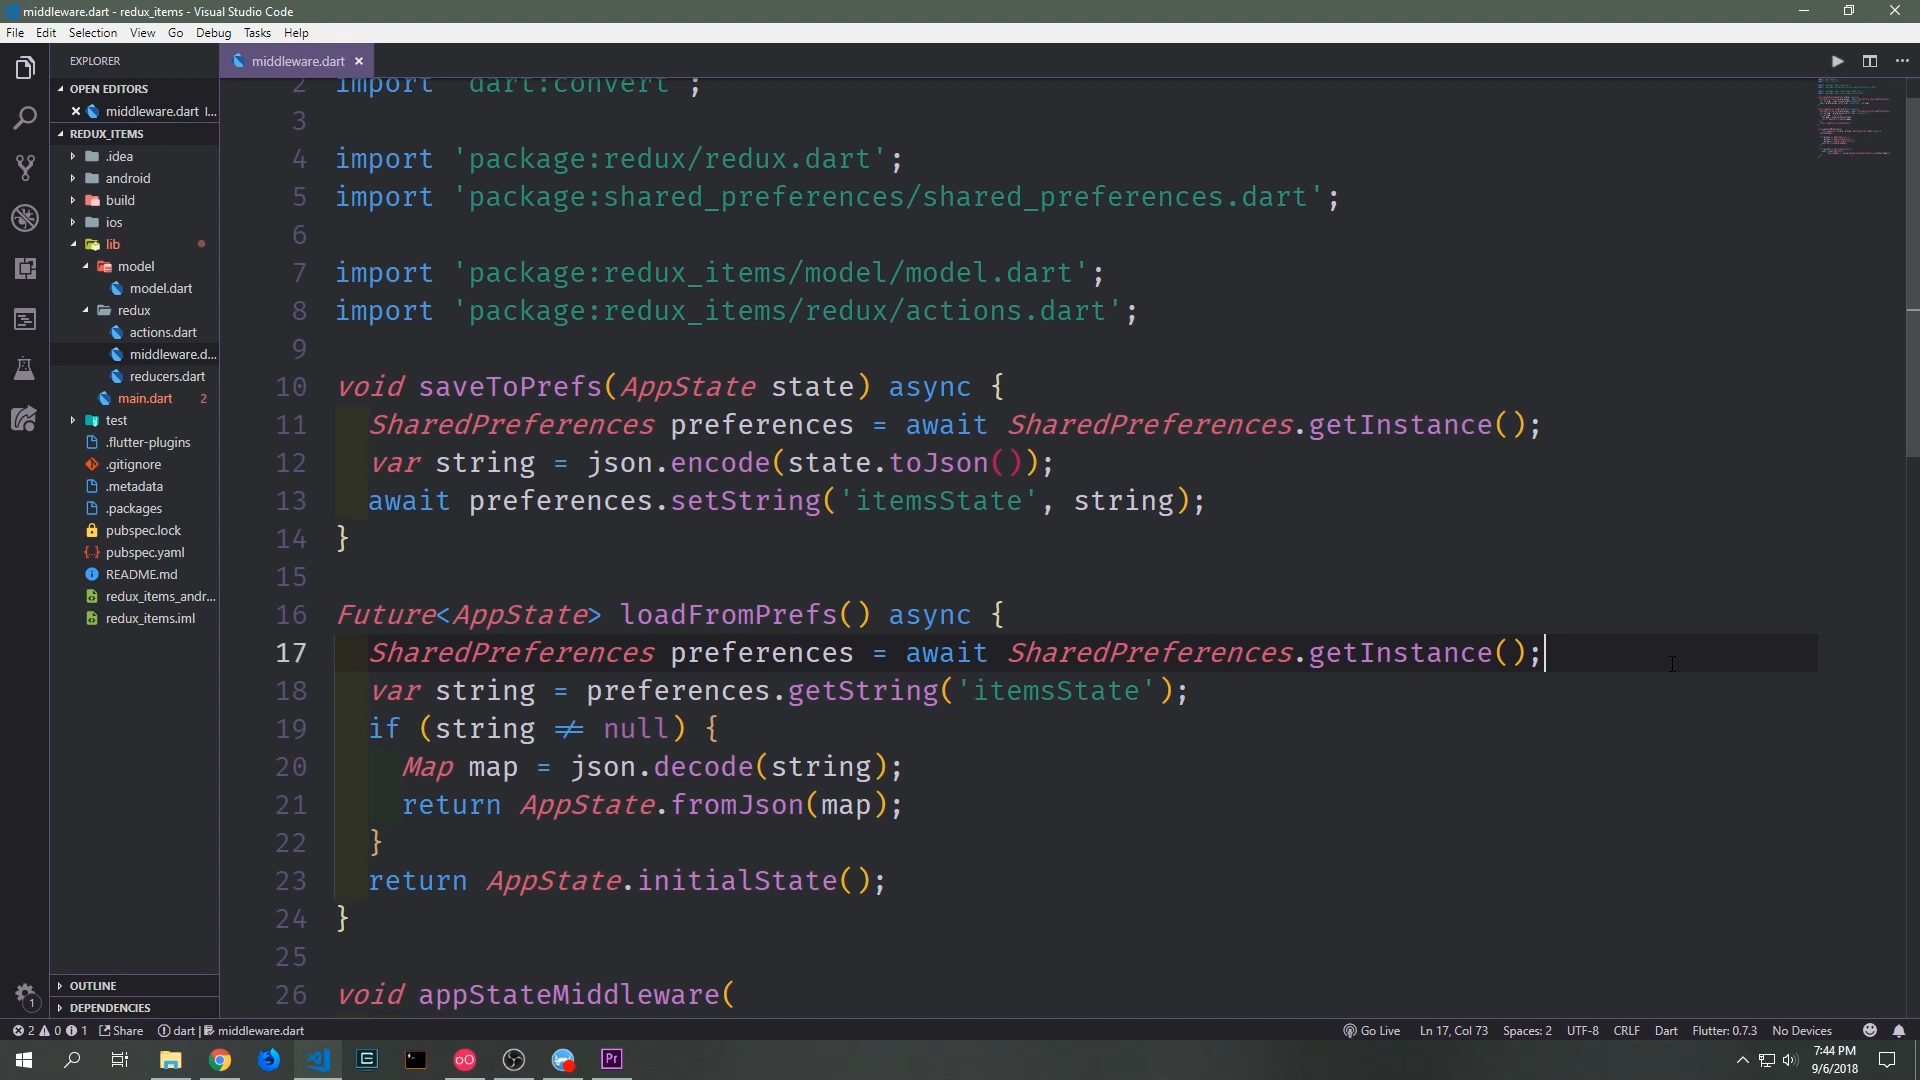 middleware.dart - redux_items - Visual Studio Code
File Edit Selection View Go Debug Tasks Help
EXPLORER
OPEN EDITORS
middleware.dart l...
REDUX_ITEMS
.idea
android
build
ios
lib
model
model.dart
redux
actions.dart
middleware.d...
reducers.dart
main.dart 2
test
.flutter-plugins
.gitignore
.metadata
.packages
pubspec.lock
pubspec.yaml
README.md
redux_items_andr...
redux_items.iml
OUTLINE
DEPENDENCIES
1
middleware.dart
2 import 'dart:convert';
3
4 import 'package:redux/redux.dart';
5 import 'package:shared_preferences/shared_preferences.dart';
6
7 import 'package:redux_items/model/model.dart';
8 import 'package:redux_items/redux/actions.dart';
9
10 void saveToPrefs(AppState state) async {
11 SharedPreferences preferences = await SharedPreferences.getInstance();
12 var string = json.encode(state.toJson());
13 await preferences.setString('itemsState', string);
14 }
15
16 Future<AppState> loadFromPrefs() async {
17 SharedPreferences preferences = await SharedPreferences.getInstance();
18 var string = preferences.getString('itemsState');
19 if (string ≠ null) {
20 Map map = json.decode(string);
21 return AppState.fromJson(map);
22 }
23 return AppState.initialState();
24 }
25
26 void appStateMiddleware(
2 0 1 Share dart | middleware.dart
Go Live Ln 17, Col 73 Spaces: 2 UTF-8 CRLF Dart Flutter: 0.7.3 No Devices
Pr
7:44 PM
9/6/2018